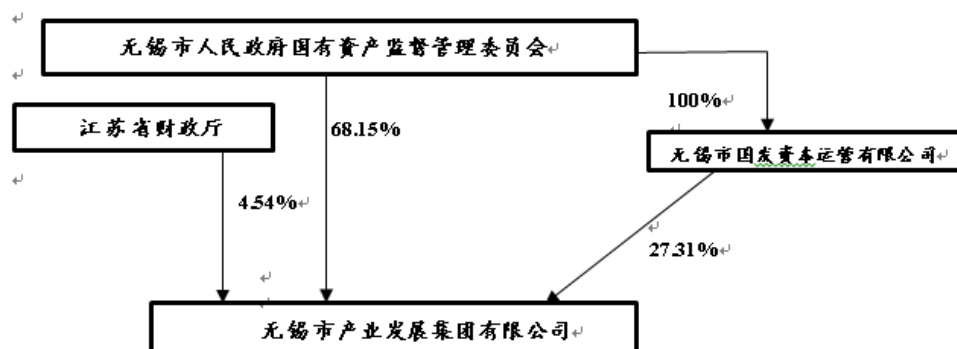 无锡市人民政府国有资产监督管理委员会
100%
江苏省财政厅
68.15%
无锡市国发资本运营有限公司
4.54%
27.31%
无锡市产业发展集团有限公司